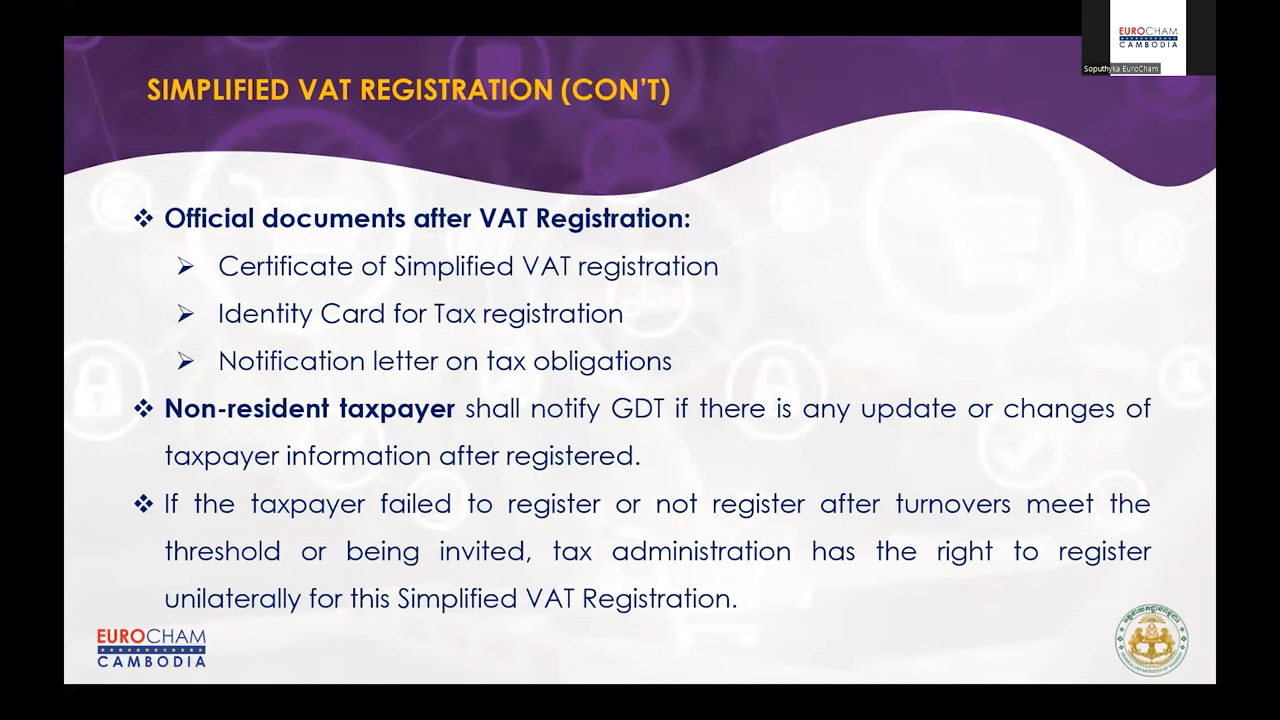 EUROCHAM
CAMBODIA
Soputhyka EuroCham
SIMPLIFIED VAT REGISTRATION (CON'T)
❖ Official documents after VAT Registration:
➢ Certificate of Simplified VAT registration
➢ Identity Card for Tax registration
➢ Notification letter on tax obligations
❖ Non-resident taxpayer shall notify GDT if there is any update or changes of
taxpayer information after registered.
❖ If the taxpayer failed to register or not register after turnovers meet the
threshold or being invited, tax administration has the right to register
unilaterally for this Simplified VAT Registration.
EUROCHAM
CAMBODIA
GENERAL DEPARTMENT OF TAXATION